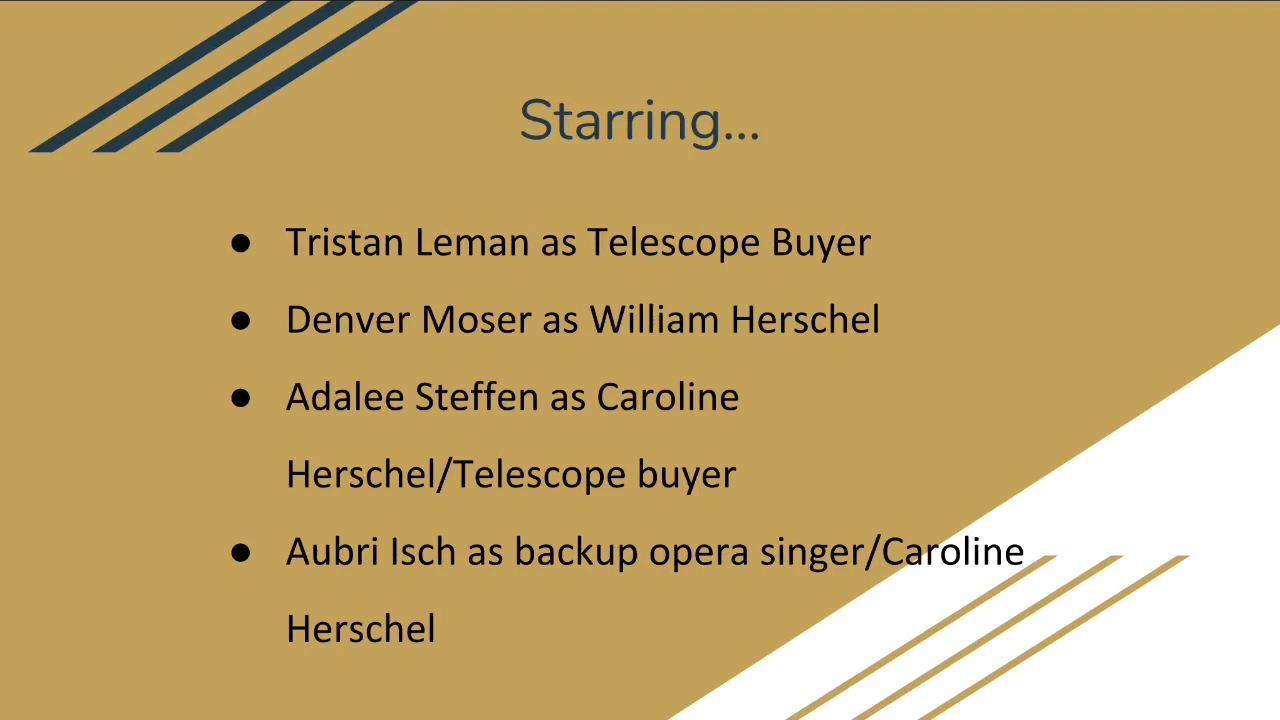 Starring...
● Tristan Leman as Telescope Buyer
● Denver Moser as William Herschel
● Adalee Steffen as Caroline
Herschel/Telescope buyer
● Aubri Isch as backup opera singer/Caroline
Herschel